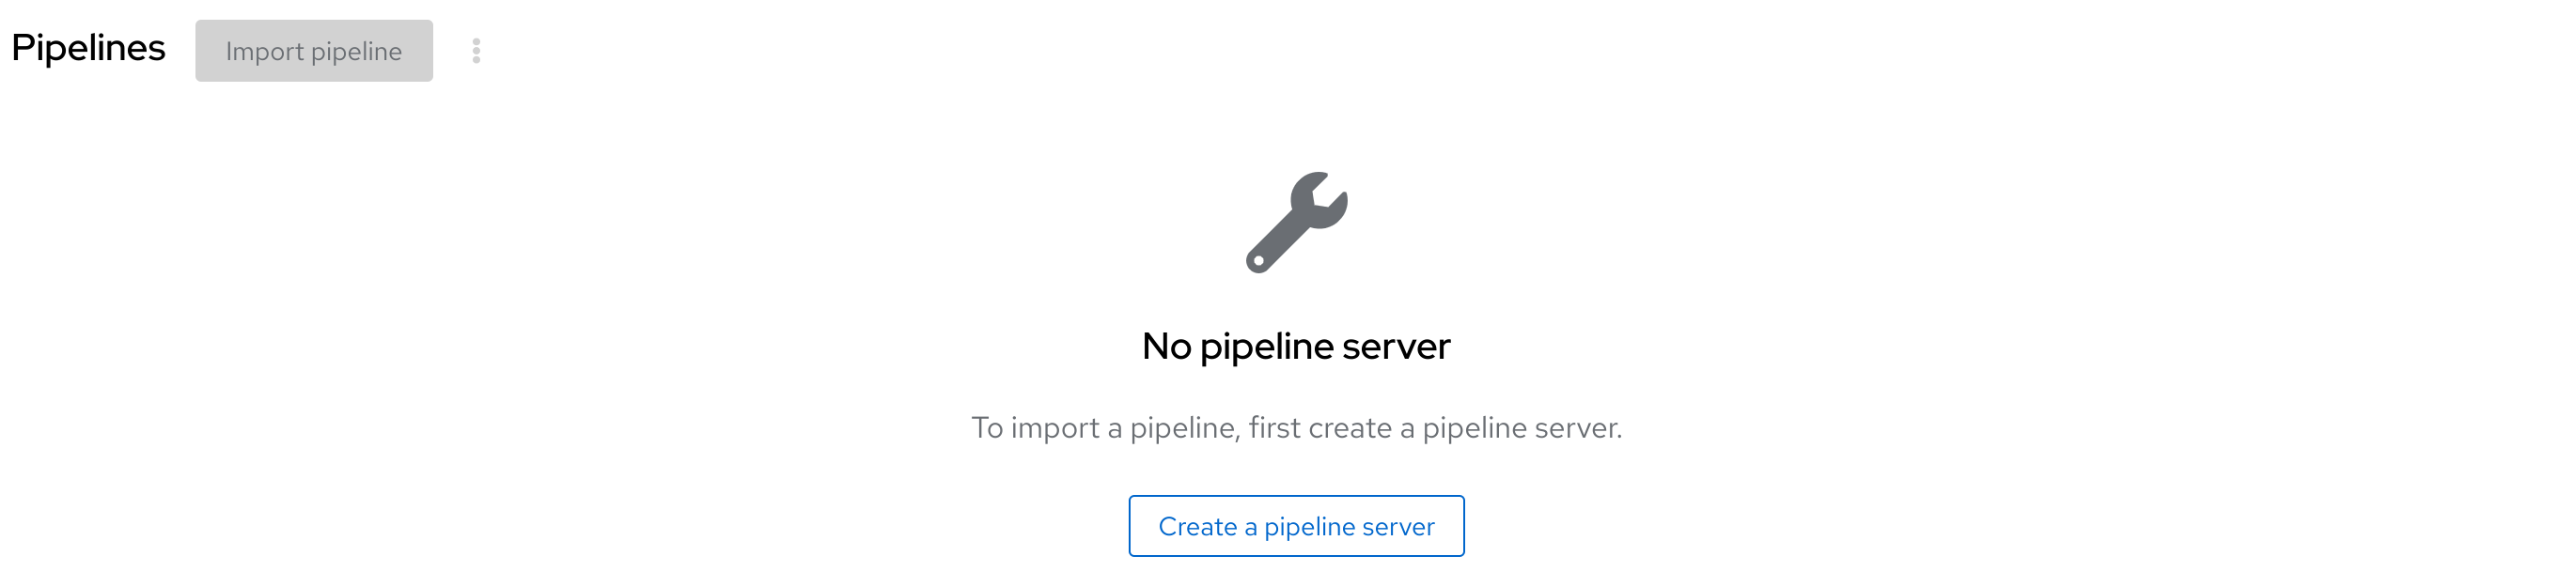 Pipelines
Import pipeline
No pipeline server
To import a pipeline, first create a pipeline server.
Create a pipeline server